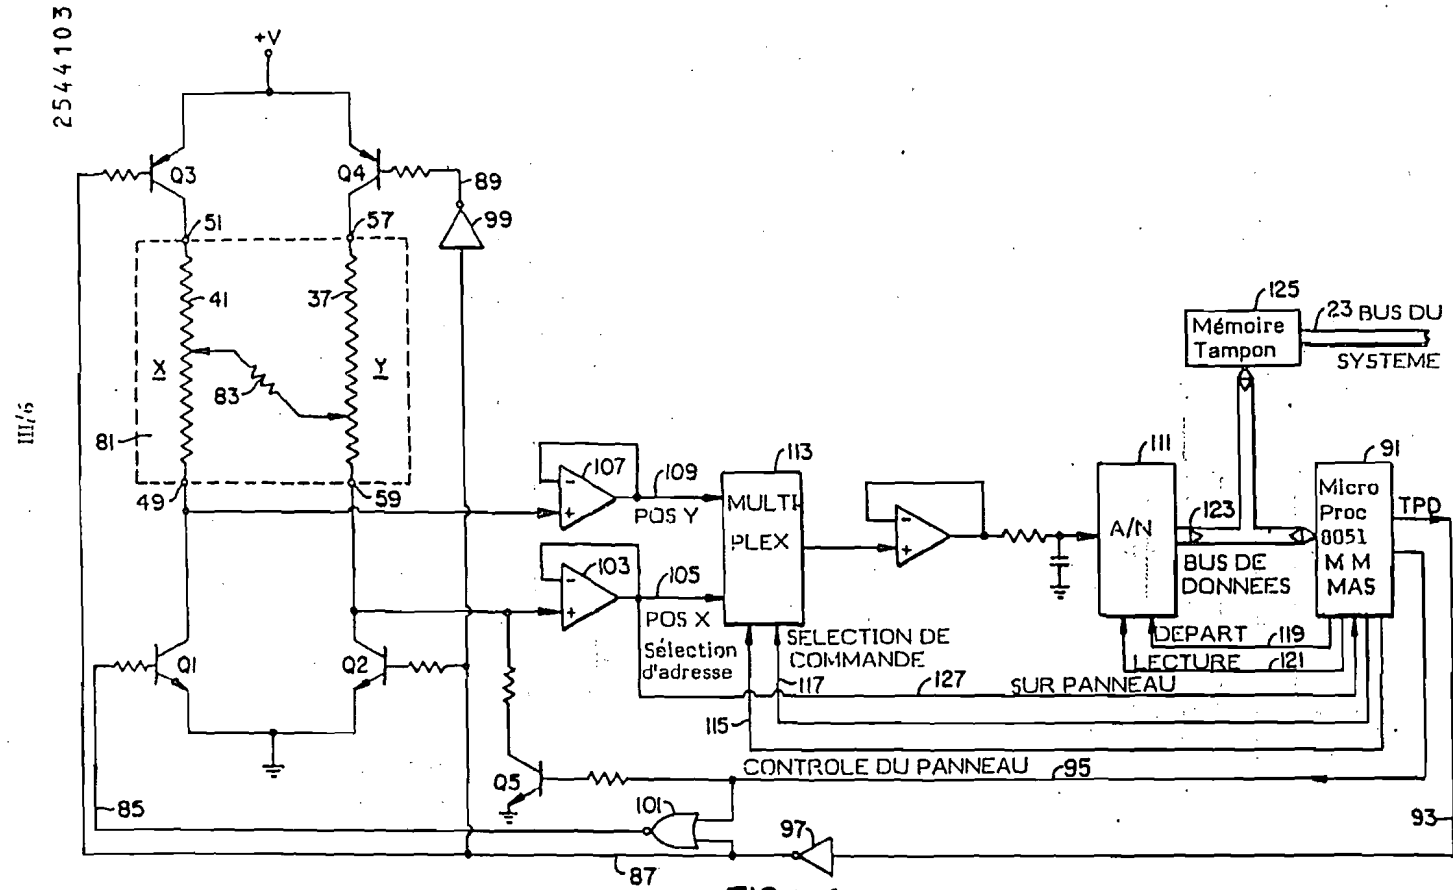 2544103
III/6
+V
Q3
Q4
89
99
51
57
41
37
X
Y
83
81
49
59
125
Mémoire
Tampon
23 BUS DU
SYSTEME
107
109
POS Y
113
MULTI
PLEX
103
105
POS X
Sélection
d'adresse
111
A/N
123
BUS DE
DONNEES
91
Micro
Proc
8051
M M
MAS
TPD
SELECTION DE
COMMANDE
117
DEPART
119
LECTURE
121
127
SUR PANNEAU
115
Q1
Q2
Q5
CONTROLE DU PANNEAU
95
85
101
97
93
87